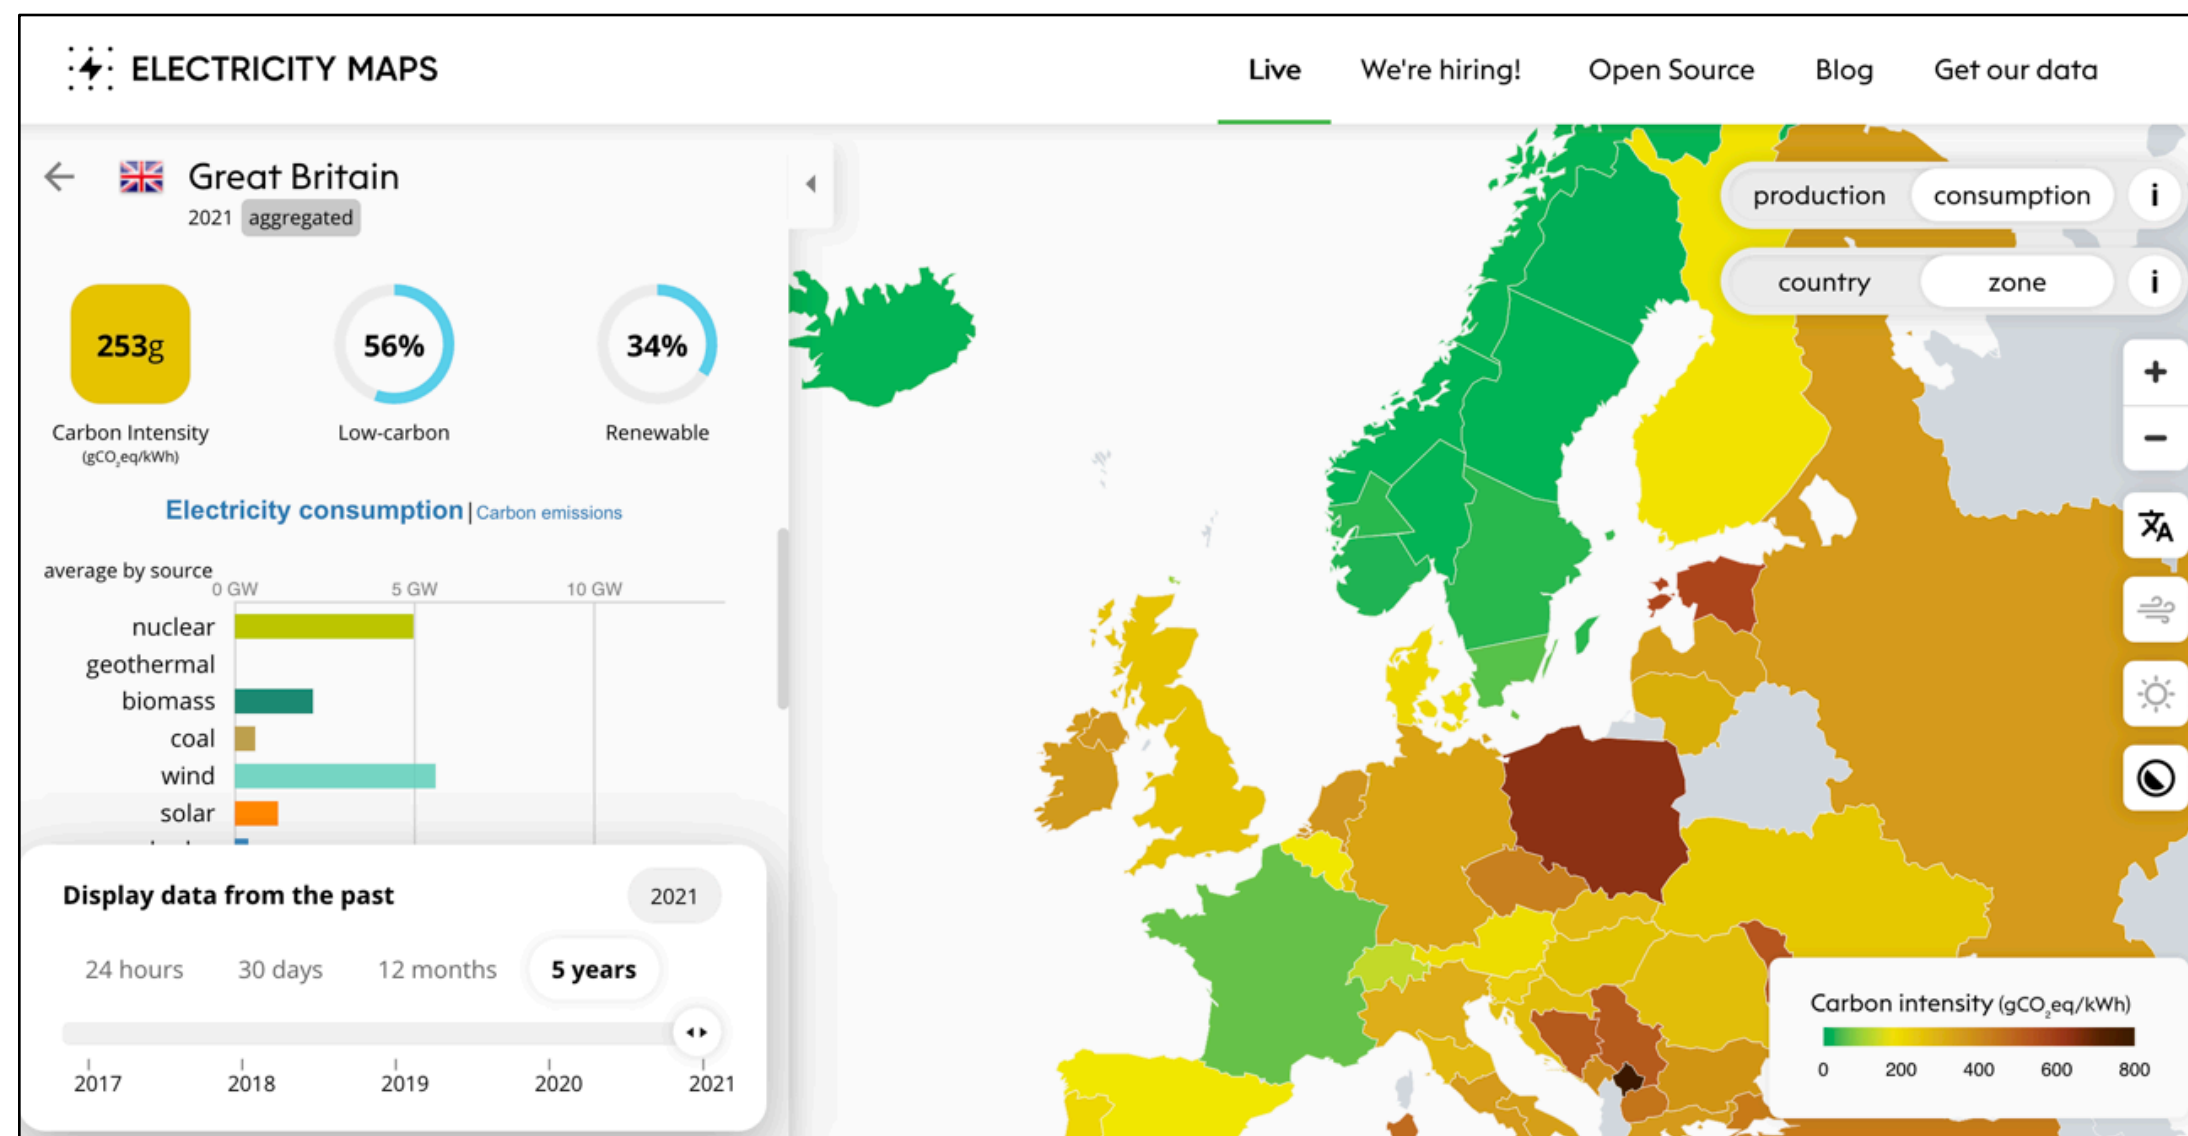 ELECTRICITY MAPS
Live We're hiring! Open Source Blog Get our data
Great Britain
2021 aggregated
253g 56% 34%
Carbon Intensity Low-carbon Renewable
(gCO₂eq/kWh)
Electricity consumption | Carbon emissions
average by source
0 GW 5 GW 10 GW
nuclear
geothermal
biomass
coal
wind
solar
Display data from the past 2021
24 hours 30 days 12 months 5 years
2017 2018 2019 2020 2021
production consumption i
country zone i
+
−
Carbon intensity (gCO₂eq/kWh)
0 200 400 600 800